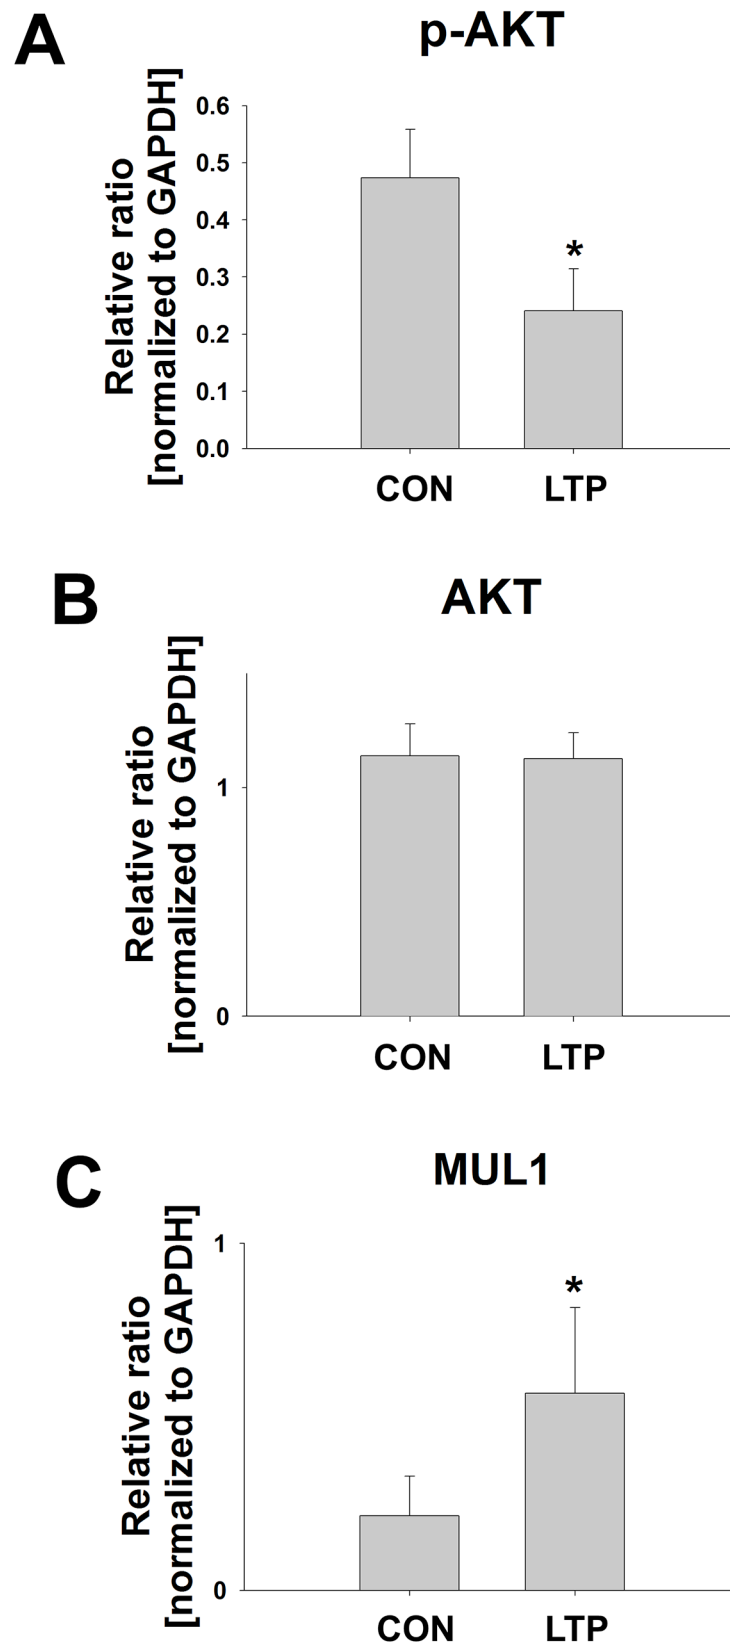 A
p-AKT
Relative ratio
[normalized to GAPDH]
0.6
0.5
0.4
0.3
0.2
0.1
0.0
*
CON
LTP
B
AKT
Relative ratio
[normalized to GAPDH]
1
0
CON
LTP
C
MUL1
Relative ratio
[normalized to GAPDH]
1
0
*
CON
LTP